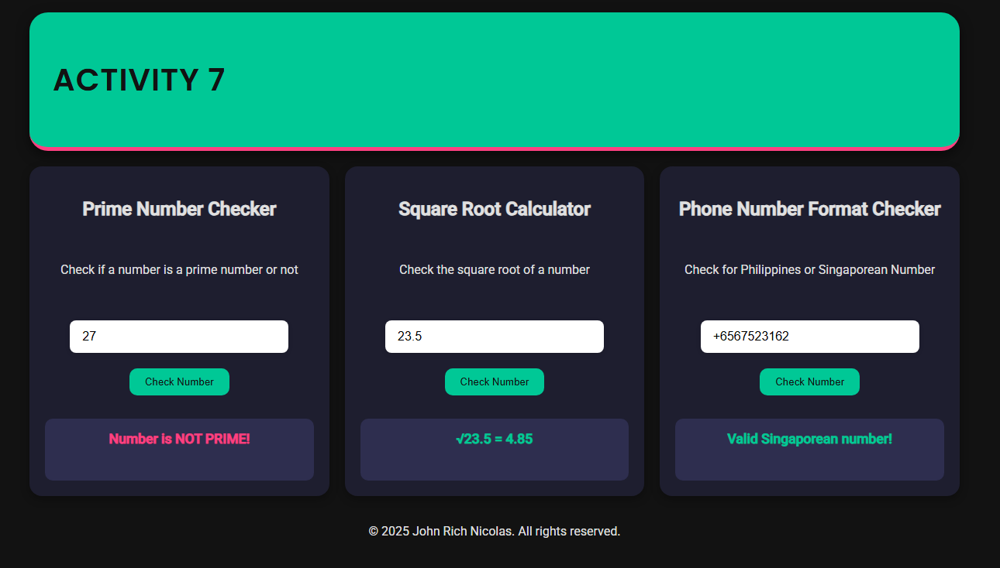 ACTIVITY 7
Prime Number Checker
Check if a number is a prime number or not
27
Check Number
Number is NOT PRIME!
Square Root Calculator
Check the square root of a number
23.5
Check Number
√23.5 = 4.85
Phone Number Format Checker
Check for Philippines or Singaporean Number
+6567523162
Check Number
Valid Singaporean number!
© 2025 John Rich Nicolas. All rights reserved.